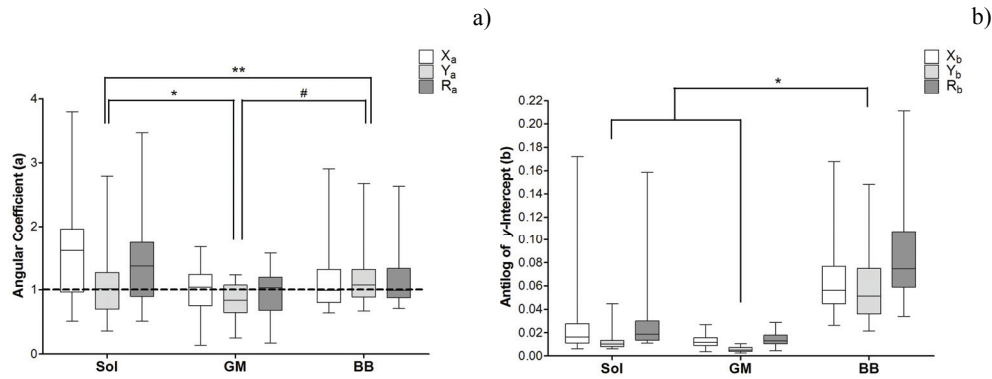 a)
Xa
Ya
Ra
**
*
#
Angular Coefficient (a)
4
3
2
1
0
Sol
GM
BB
b)
Xb
Yb
Rb
*
Antilog of y-Intercept (b)
0.22
0.20
0.18
0.16
0.14
0.12
0.10
0.08
0.06
0.04
0.02
0.00
Sol
GM
BB